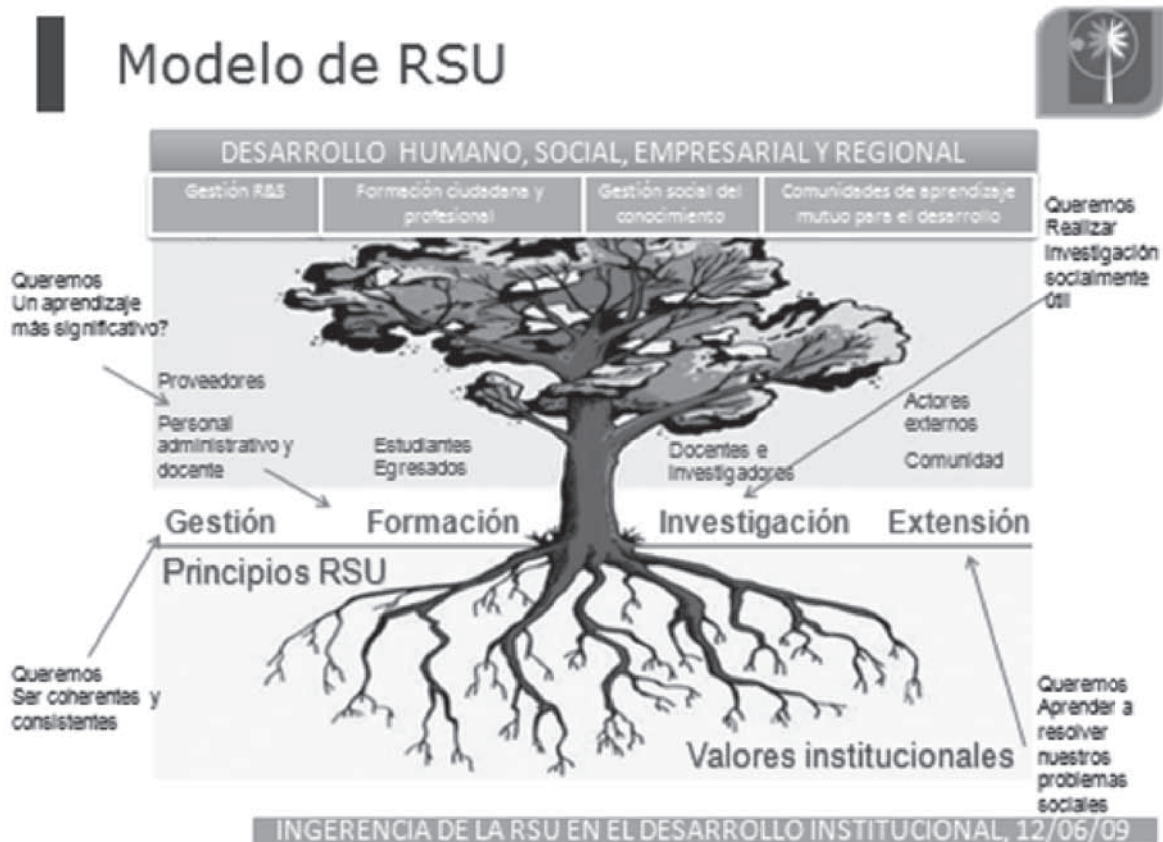 Modelo de RSU
DESARROLLO HUMANO, SOCIAL, EMPRESARIAL Y REGIONAL
Gestión R&S
Formación ciudadana y
profesional
Gestión social del
conocimiento
Comunidades de aprendizaje
mutuo para el desarrollo
Queremos
Realizar
Investigación
socialmente
útil
Queremos
Un aprendizaje
más significativo?
Proveedores
Personal
administrativo y
docente
Estudiantes
Egresados
Docentes e
Investigadores
Actores
externos
Comunidad
Gestión
Formación
Investigación
Extensión
Principios RSU
Queremos
Ser coherentes y
consistentes
Valores institucionales
Queremos
Aprender a
resolver
nuestros
problemas
sociales
INGERENCIA DE LA RSU EN EL DESARROLLO INSTITUCIONAL, 12/06/09